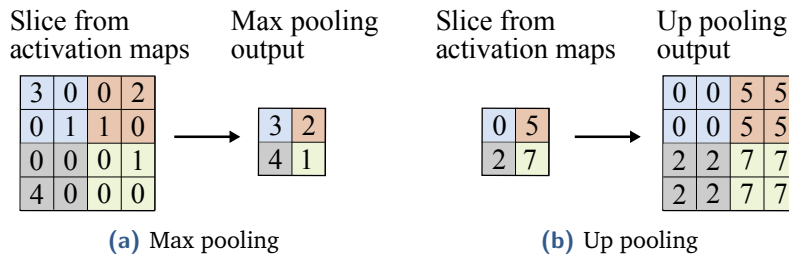 Slice from
activation maps
3 0 0 2
0 1 1 0
0 0 0 1
4 0 0 0
Max pooling
output
3 2
4 1
(a) Max pooling
Slice from
activation maps
0 5
2 7
Up pooling
output
0 0 5 5
0 0 5 5
2 2 7 7
2 2 7 7
(b) Up pooling